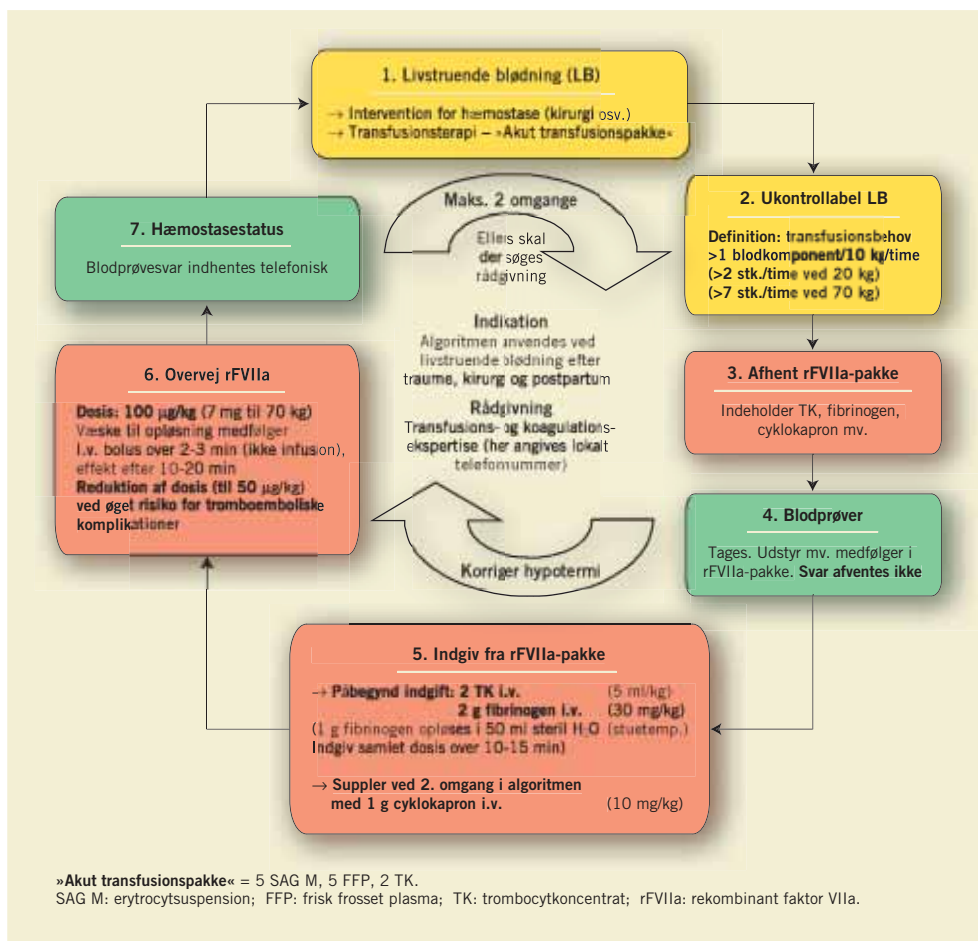 1. Livstruende blødning (LB)
→ Intervention for hæmostase (kirurgi osv.)
→ Transfusionsterapi – »Akut transfusionspakke«
2. Ukontrollabel LB
Definition: transfusionsbehov
>1 blodkomponent/10 kg/time
(>2 stk./time ved 20 kg)
(>7 stk./time ved 70 kg)
3. Afhent rFVIIa-pakke
Indeholder TK, fibrinogen,
cyklokapron mv.
4. Blodprøver
Tages. Udstyr mv. medfølger i
rFVIIa-pakke. Svar afventes ikke
5. Indgiv fra rFVIIa-pakke
→ Påbegynd indgift: 2 TK i.v. (5 ml/kg)
2 g fibrinogen i.v. (30 mg/kg)
(1 g fibrinogen opløses i 50 ml steril H2O (stuetemp.)
Indgiv samlet dosis over 10-15 min)
→ Suppler ved 2. omgang i algoritmen
med 1 g cyklokapron i.v. (10 mg/kg)
6. Overvej rFVIIa
Dosis: 100 µg/kg (7 mg til 70 kg)
Væske til opløsning medfølger
I.v. bolus over 2-3 min (ikke infusion),
effekt efter 10-20 min
Reduktion af dosis (til 50 µg/kg)
ved øget risiko for tromboemboliske
komplikationer
7. Hæmostasestatus
Blodprøvesvar indhentes telefonisk
Maks. 2 omgange
Ellers skal
der søges
rådgivning
Indikation
Algoritmen anvendes ved
livstruende blødning efter
traume, kirurg og postpartum
Rådgivning
Transfusions- og koagulations-
ekspertise (her angives lokalt
telefonnummer)
Korriger hypotermi
»Akut transfusionspakke« = 5 SAG M, 5 FFP, 2 TK.
SAG M: erytrocytsuspension; FFP: frisk frosset plasma; TK: trombocytkoncentrat; rFVIIa: rekombinant faktor VIIa.